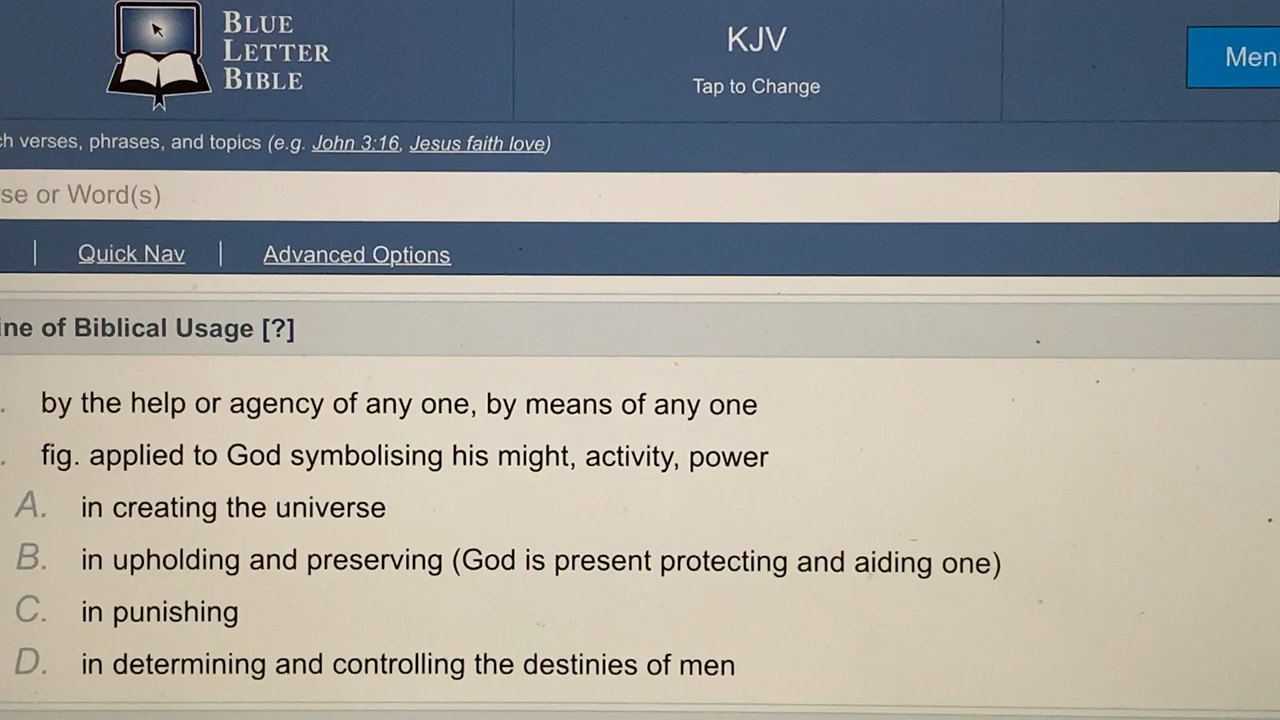 BLUE
LETTER
BIBLE
KJV
Tap to Change
Men
ch verses, phrases, and topics (e.g. John 3:16, Jesus faith love)
se or Word(s)
| Quick Nav | Advanced Options
ine of Biblical Usage [?]
. by the help or agency of any one, by means of any one
. fig. applied to God symbolising his might, activity, power
A. in creating the universe
B. in upholding and preserving (God is present protecting and aiding one)
C. in punishing
D. in determining and controlling the destinies of men